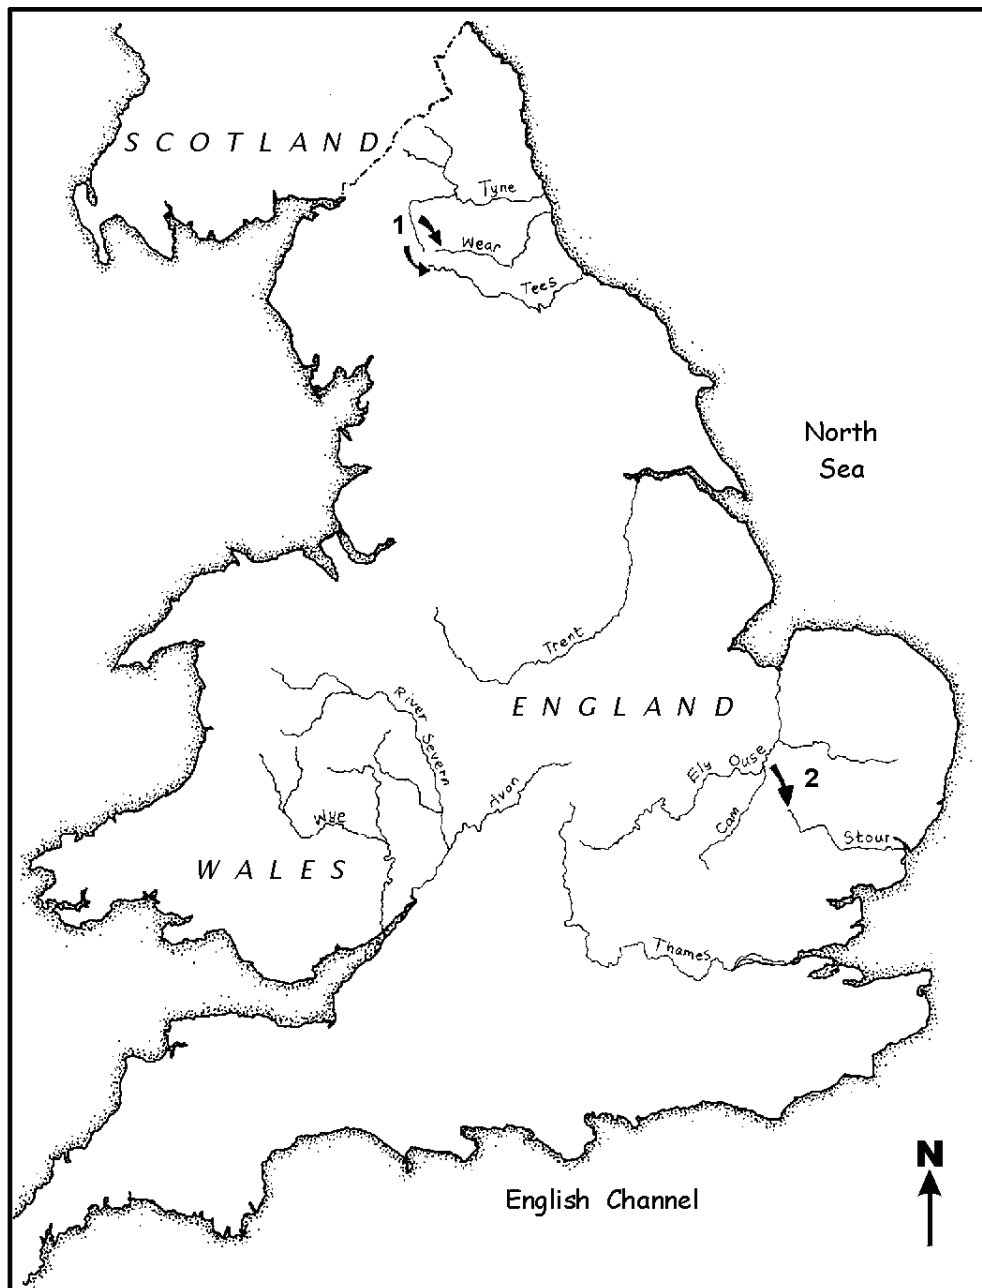 SCOTLAND
Tyne
1
Wear
Tees
North
Sea
Trent
ENGLAND
River Severn
Ely Ouse
Avon
2
Cam
Wye
Stour
WALES
Thames
N
English Channel